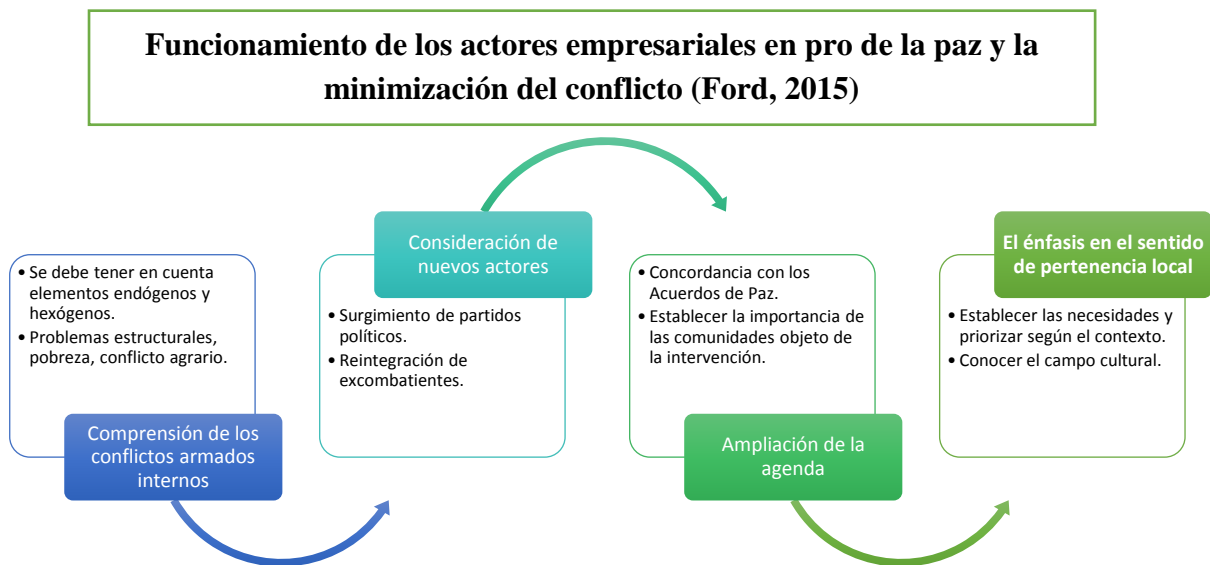 Funcionamiento de los actores empresariales en pro de la paz y la
minimización del conflicto (Ford, 2015)
• Se debe tener en cuenta
elementos endógenos y
hexógenos.
• Problemas estructurales,
pobreza, conflicto agrario.
Comprensión de los
conflictos armados
internos
Consideración de
nuevos actores
• Surgimiento de partidos
políticos.
• Reintegración de
excombatientes.
• Concordancia con los
Acuerdos de Paz.
• Establecer la importancia de
las comunidades objeto de
la intervención.
Ampliación de la
agenda
El énfasis en el sentido
de pertenencia local
• Establecer las necesidades y
priorizar según el contexto.
• Conocer el campo cultural.